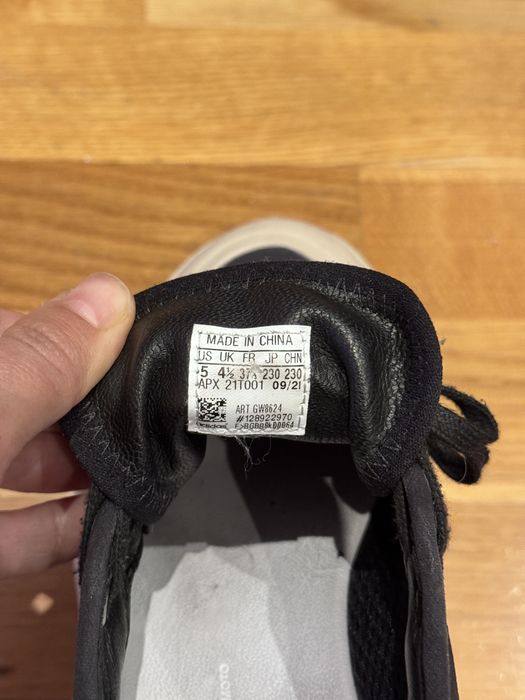 MADE IN CHINA
US UK FR JP CHN
5 4½ 37⅓ 230 230
APX 21T001 09/21
ART GW8624
#128922970
adidas